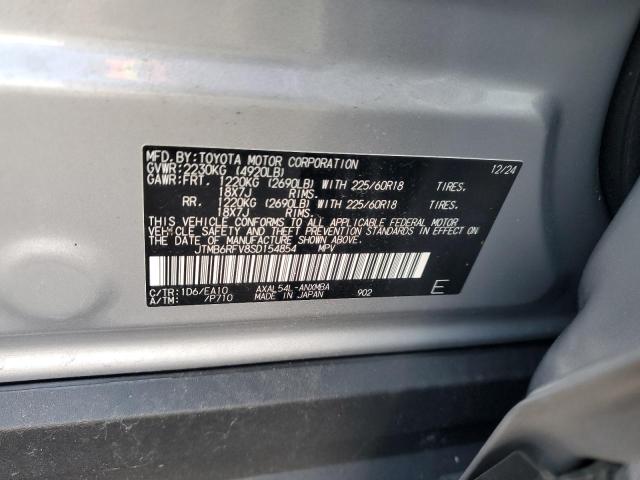 MFD.BY:TOYOTA MOTOR CORPORATION 12/24
GVWR:2230KG (4920LB)
GAWR:FRT. 1220KG (2690LB) WITH 225/60R18 TIRES.
18X7J RIMS.
RR. 1220KG (2690LB) WITH 225/60R18 TIRES.
18X7J RIMS.
THIS VEHICLE CONFORMS TO ALL APPLICABLE FEDERAL MOTOR
VEHICLE SAFETY AND THEFT PREVENTION STANDARDS IN EFFECT
ON THE DATE OF MANUFACTURE SHOWN ABOVE.
JTMB6RFV8SD154854 MPV
C/TR:1D6/EA10 AXAL54L-ANXMBA
A/TM: /P710 MADE IN JAPAN 902 E